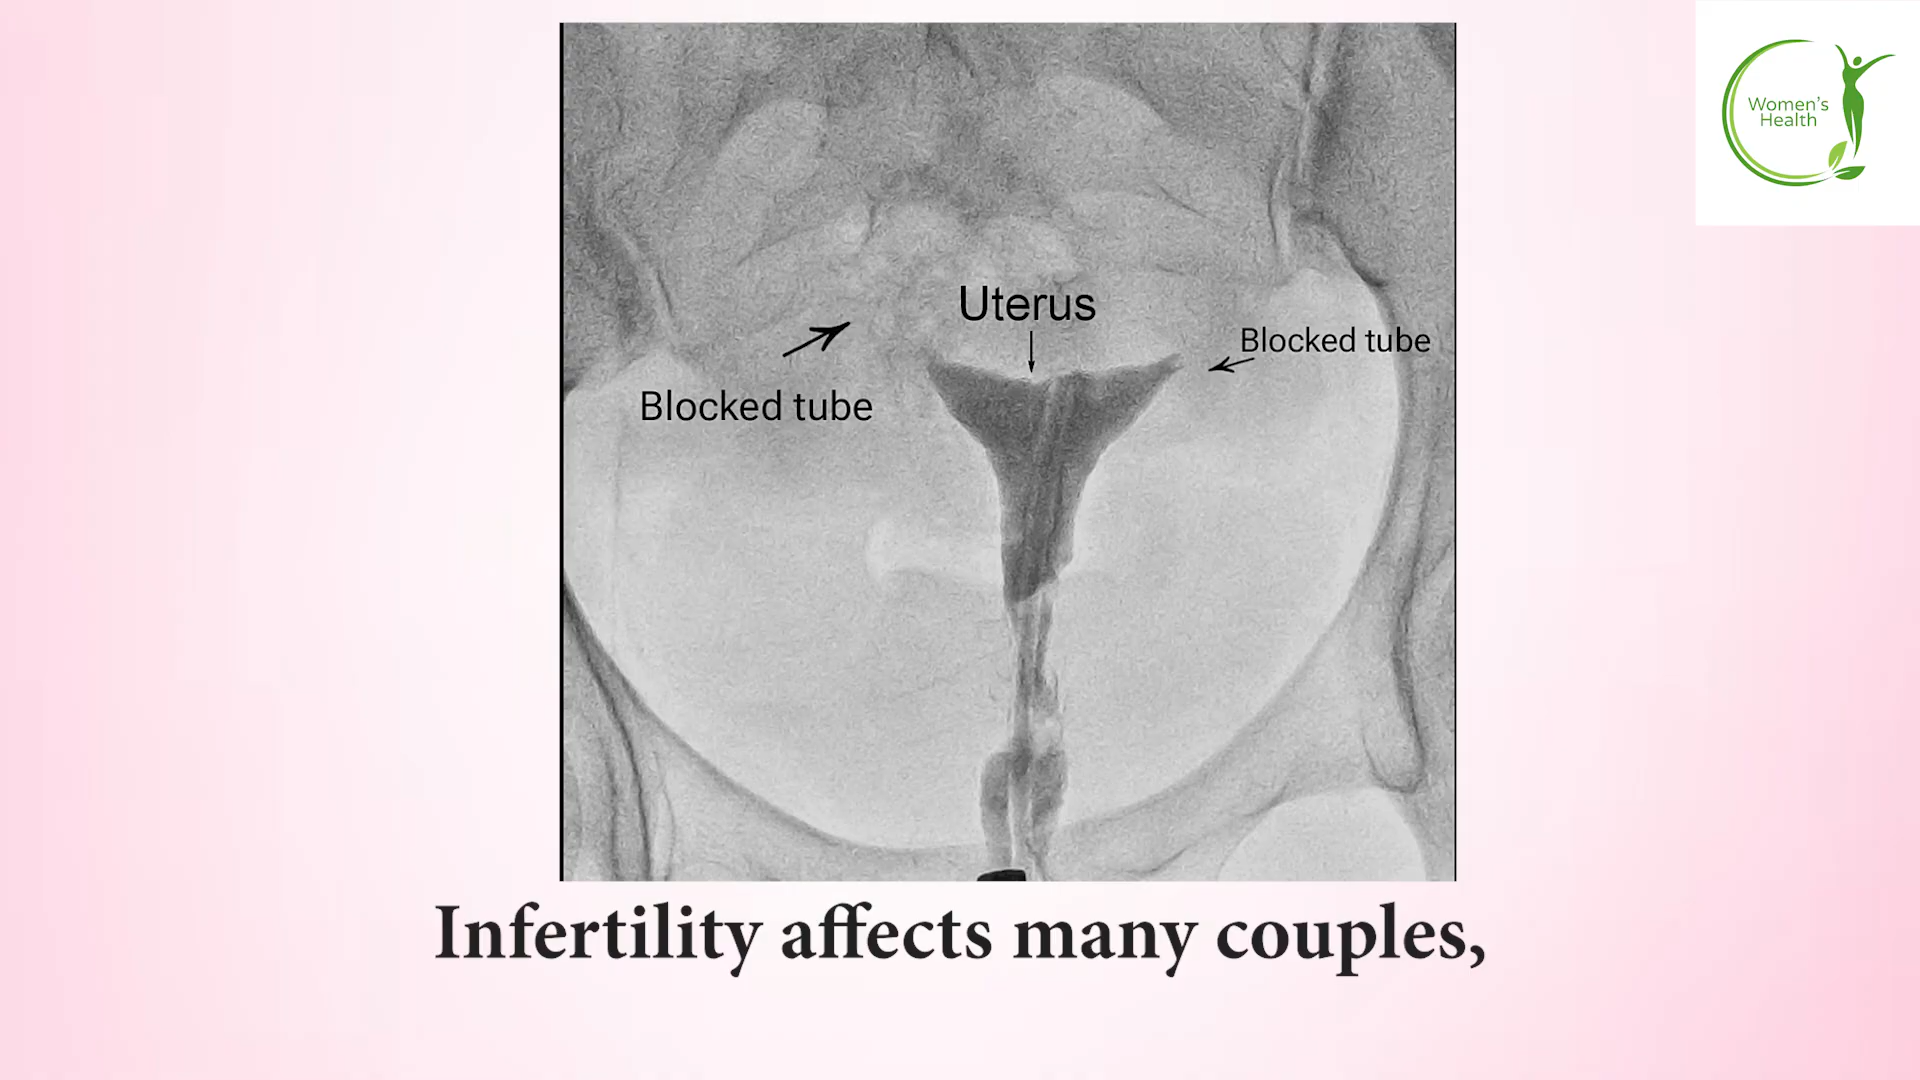 Women's
Health
Uterus
Blocked tube
Blocked tube
Infertility affects many couples,